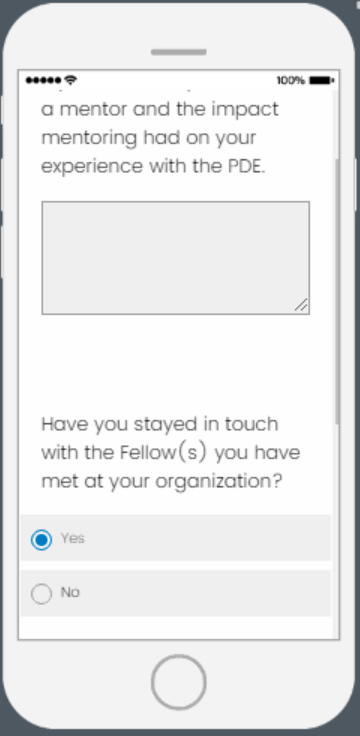 100%
a mentor and the impact
mentoring had on your
experience with the PDE.
Have you stayed in touch
with the Fellow(s) you have
met at your organization?
Yes
No